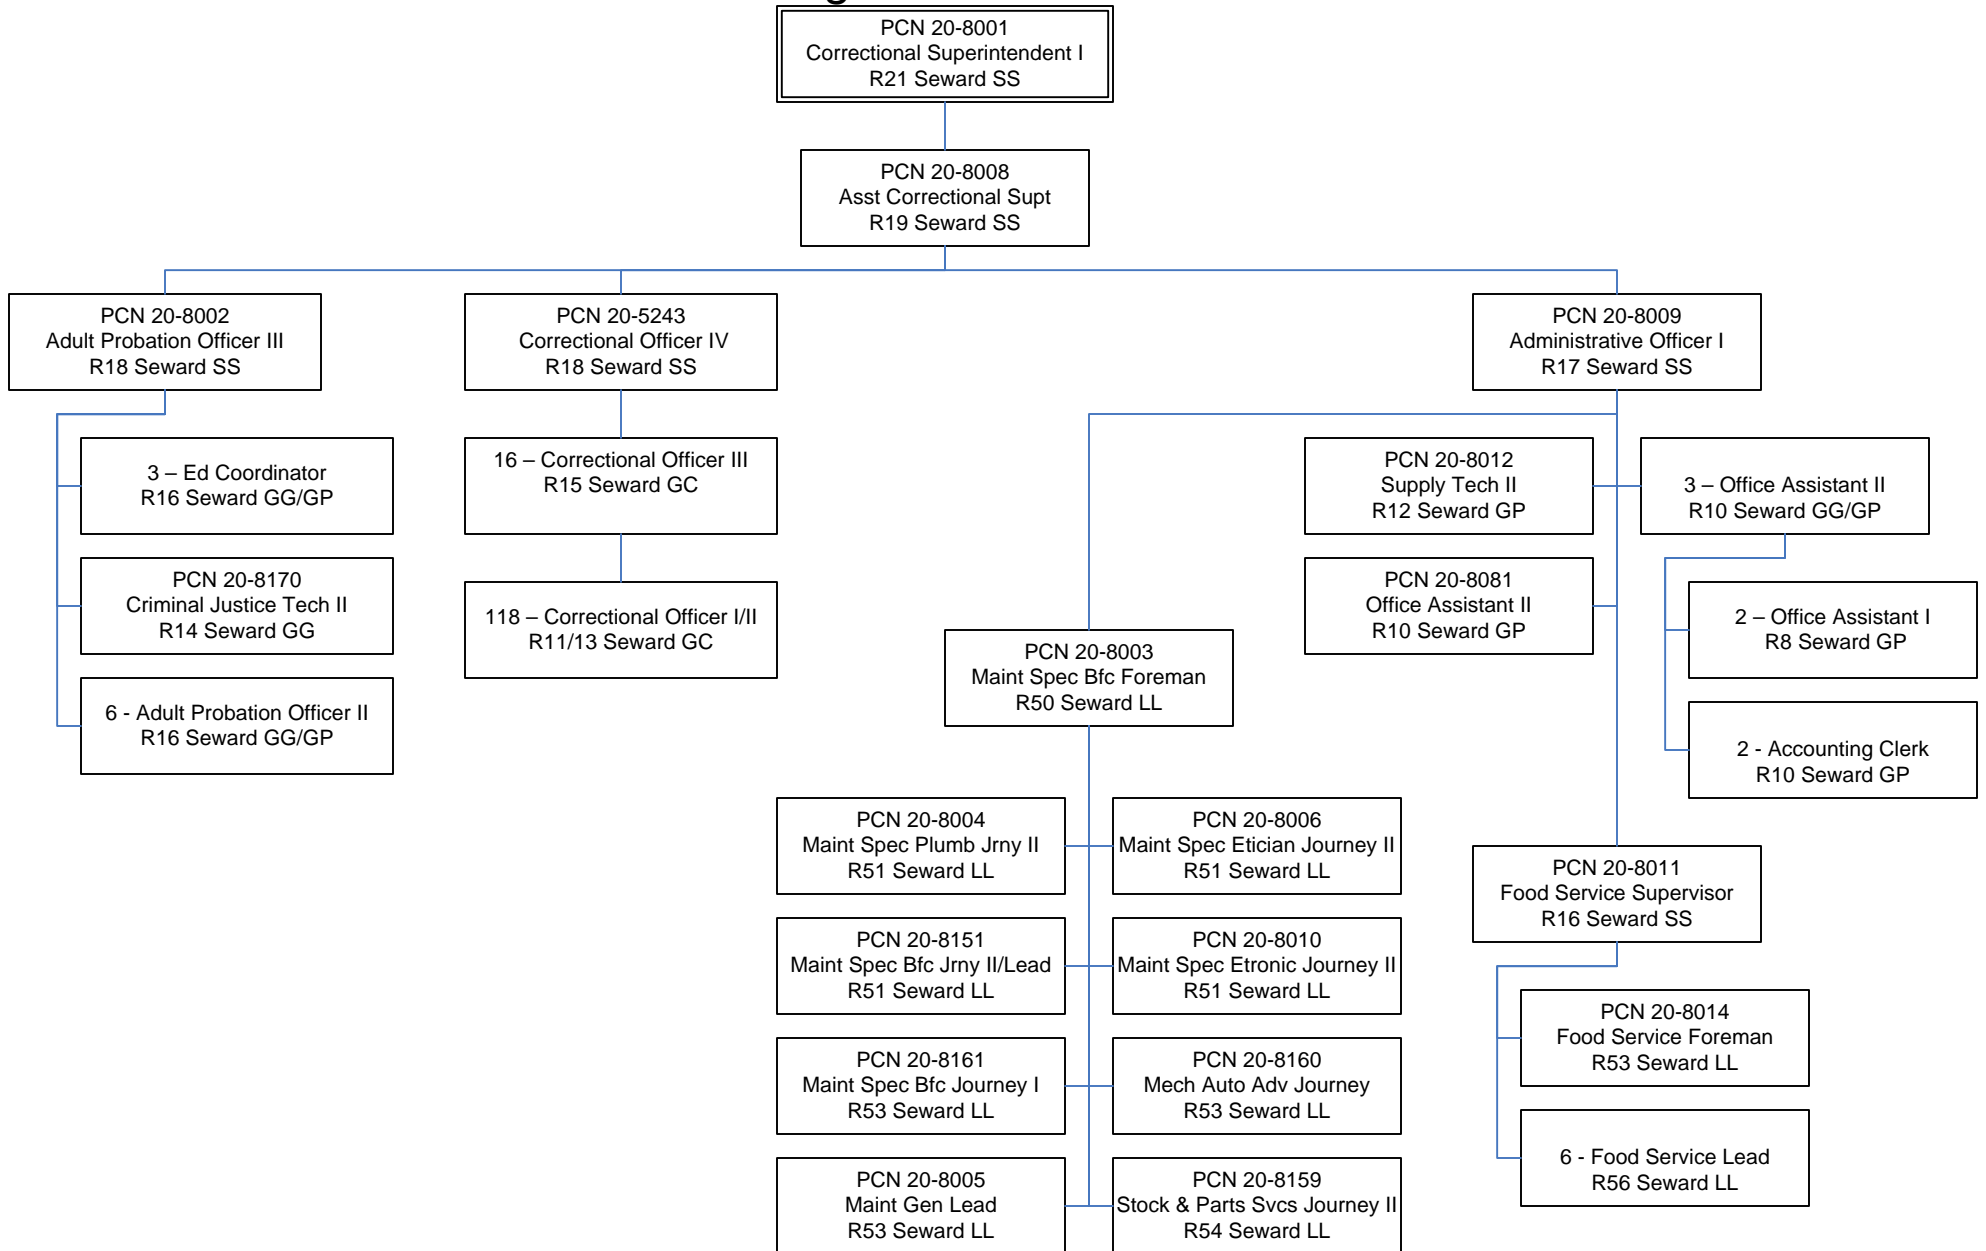 PCN 20-8001
Correctional Superintendent I
R21 Seward SS
PCN 20-8008
Asst Correctional Supt
R19 Seward SS
PCN 20-8002
Adult Probation Officer III
R18 Seward SS
PCN 20-5243
Correctional Officer IV
R18 Seward SS
PCN 20-8009
Administrative Officer I
R17 Seward SS
3 – Ed Coordinator
R16 Seward GG/GP
PCN 20-8170
Criminal Justice Tech II
R14 Seward GG
6 - Adult Probation Officer II
R16 Seward GG/GP
16 – Correctional Officer III
R15 Seward GC
118 – Correctional Officer I/II
R11/13 Seward GC
PCN 20-8012
Supply Tech II
R12 Seward GP
3 – Office Assistant II
R10 Seward GG/GP
PCN 20-8081
Office Assistant II
R10 Seward GP
2 – Office Assistant I
R8 Seward GP
2 - Accounting Clerk
R10 Seward GP
PCN 20-8003
Maint Spec Bfc Foreman
R50 Seward LL
PCN 20-8004
Maint Spec Plumb Jrny II
R51 Seward LL
PCN 20-8006
Maint Spec Etician Journey II
R51 Seward LL
PCN 20-8151
Maint Spec Bfc Jrny II/Lead
R51 Seward LL
PCN 20-8010
Maint Spec Etronic Journey II
R51 Seward LL
PCN 20-8161
Maint Spec Bfc Journey I
R53 Seward LL
PCN 20-8160
Mech Auto Adv Journey
R53 Seward LL
PCN 20-8005
Maint Gen Lead
R53 Seward LL
PCN 20-8159
Stock & Parts Svcs Journey II
R54 Seward LL
PCN 20-8011
Food Service Supervisor
R16 Seward SS
PCN 20-8014
Food Service Foreman
R53 Seward LL
6 - Food Service Lead
R56 Seward LL